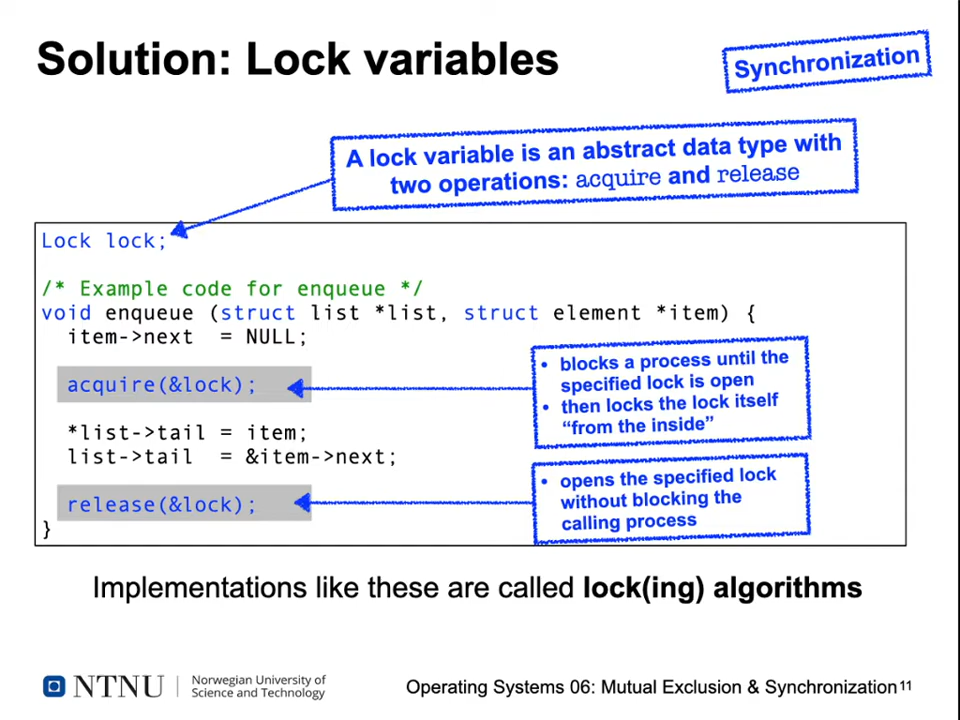 Solution: Lock variables
Synchronization
A lock variable is an abstract data type with
two operations: acquire and release
Lock lock;
/* Example code for enqueue */
void enqueue (struct list *list, struct element *item) {
item->next = NULL;
acquire(&lock);
• blocks a process until the
specified lock is open
• then locks the lock itself
“from the inside”
*list->tail = item;
list->tail = &item->next;
release(&lock);
• opens the specified lock
without blocking the
calling process
}
Implementations like these are called lock(ing) algorithms
NTNU
Norwegian University of
Science and Technology
Operating Systems 06: Mutual Exclusion & Synchronization 11